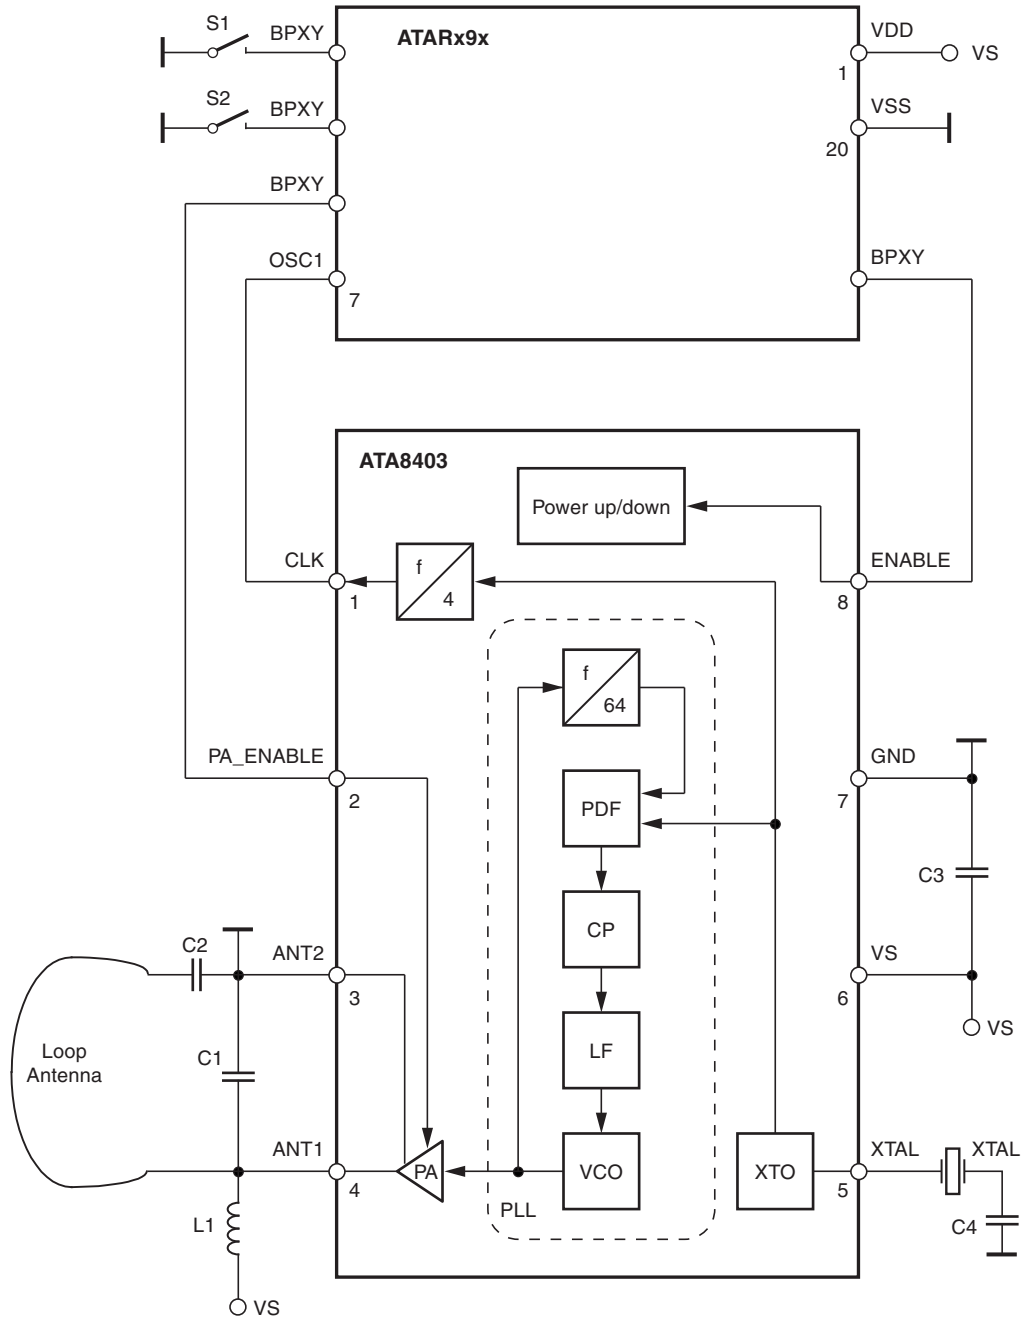 S1
BPXY
ATARx9x
VDD
VS
1
S2
BPXY
VSS
20
BPXY
OSC1
7
BPXY
ATA8403
Power up/down
CLK
1
f
4
ENABLE
8
f
64
PA_ENABLE
2
GND
7
PDF
C3
CP
C2
ANT2
3
VS
6
VS
Loop
Antenna
C1
LF
ANT1
4
PA
VCO
PLL
XTO
XTAL
5
XTAL
C4
L1
VS